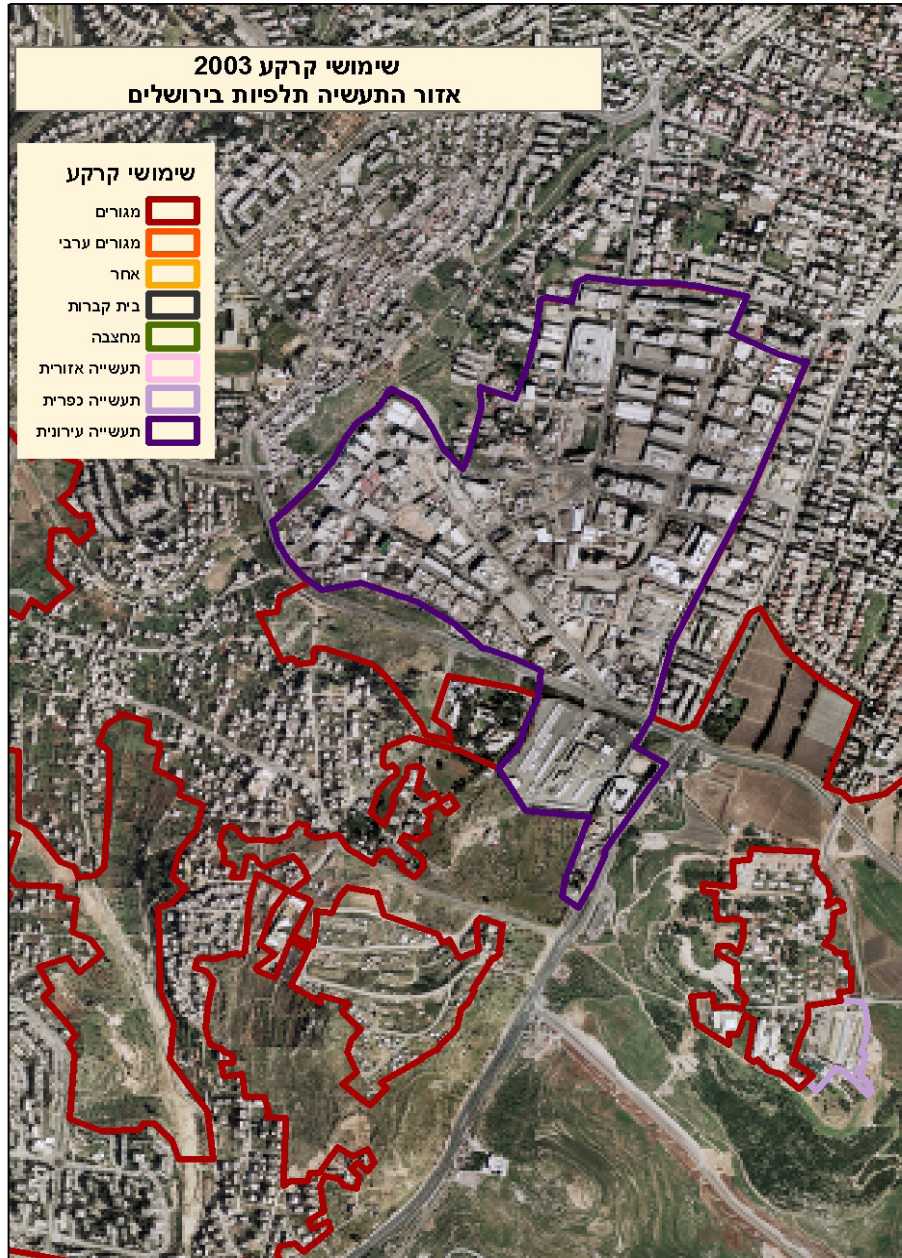 שימושי קרקע 2003
אזור התעשיה תלפיות בירושלים
שימושי קרקע
מגורים
מגורים ערבי
אחר
בית קברות
מחצבה
תעשייה אזורית
תעשייה כפרית
תעשייה עירונית